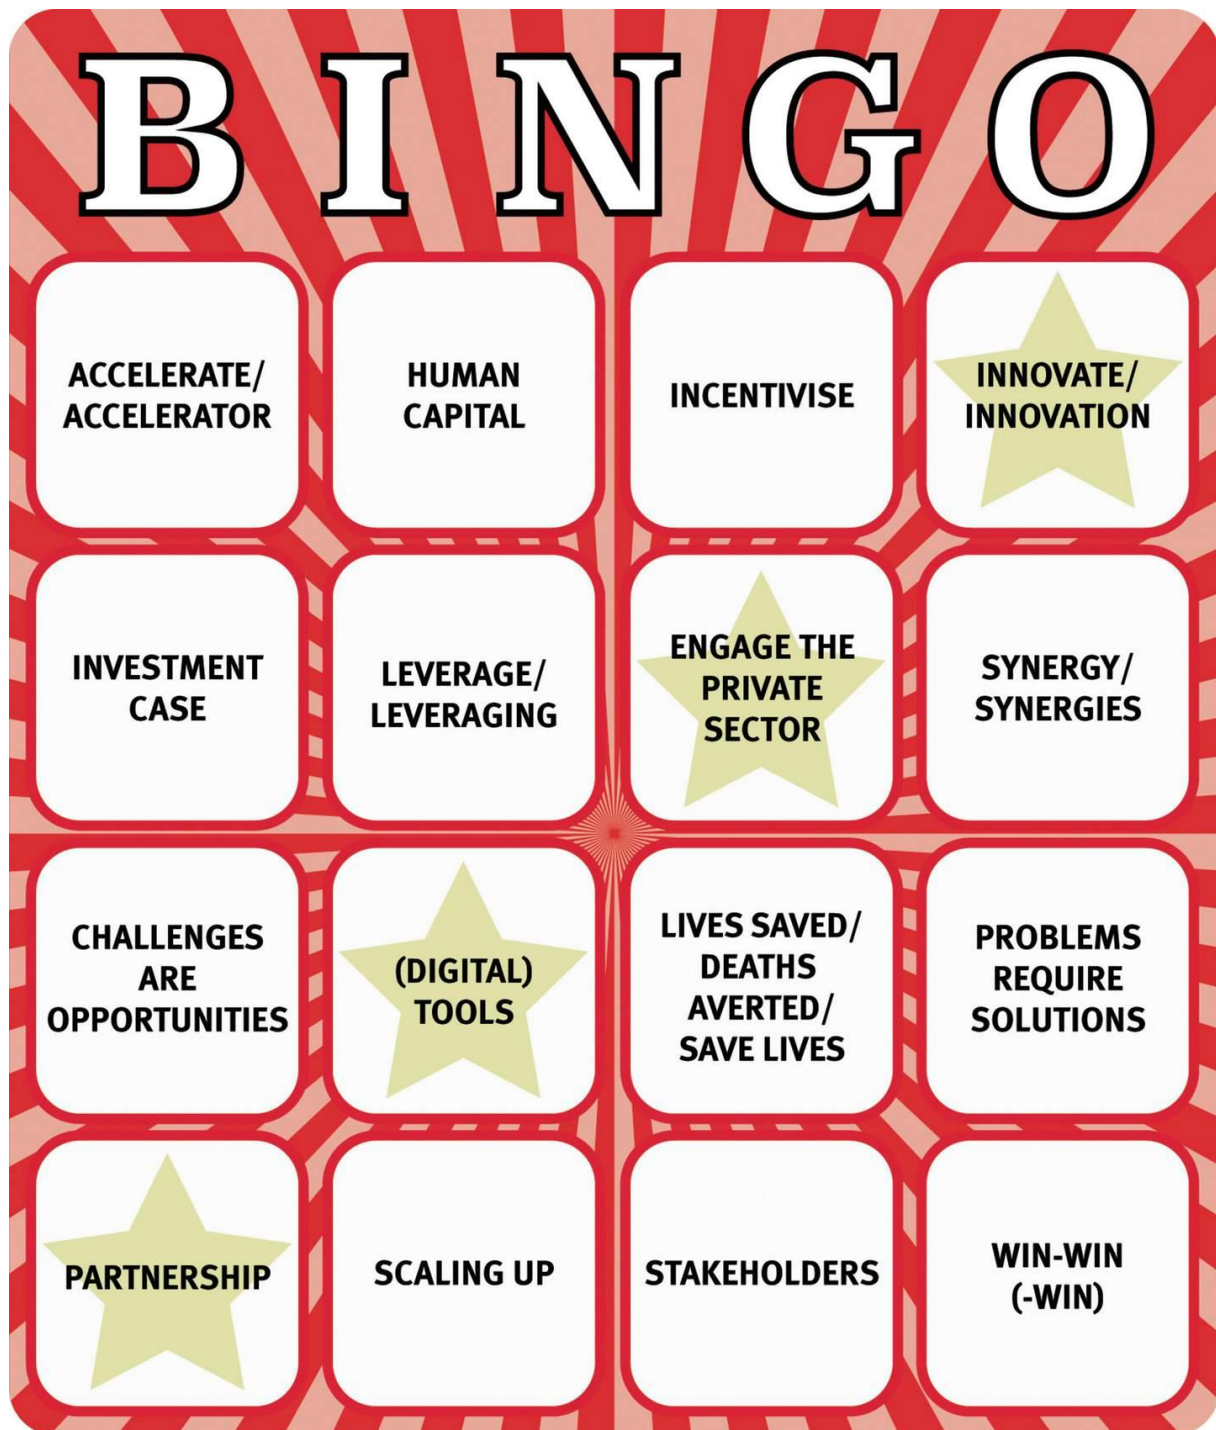 BINGO
ACCELERATE/
ACCELERATOR
HUMAN
CAPITAL
INCENTIVISE
INNOVATE/
INNOVATION
INVESTMENT
CASE
LEVERAGE/
LEVERAGING
ENGAGE THE
PRIVATE
SECTOR
SYNERGY/
SYNERGIES
CHALLENGES
ARE
OPPORTUNITIES
(DIGITAL)
TOOLS
LIVES SAVED/
DEATHS
AVERTED/
SAVE LIVES
PROBLEMS
REQUIRE
SOLUTIONS
PARTNERSHIP
SCALING UP
STAKEHOLDERS
WIN-WIN
(-WIN)